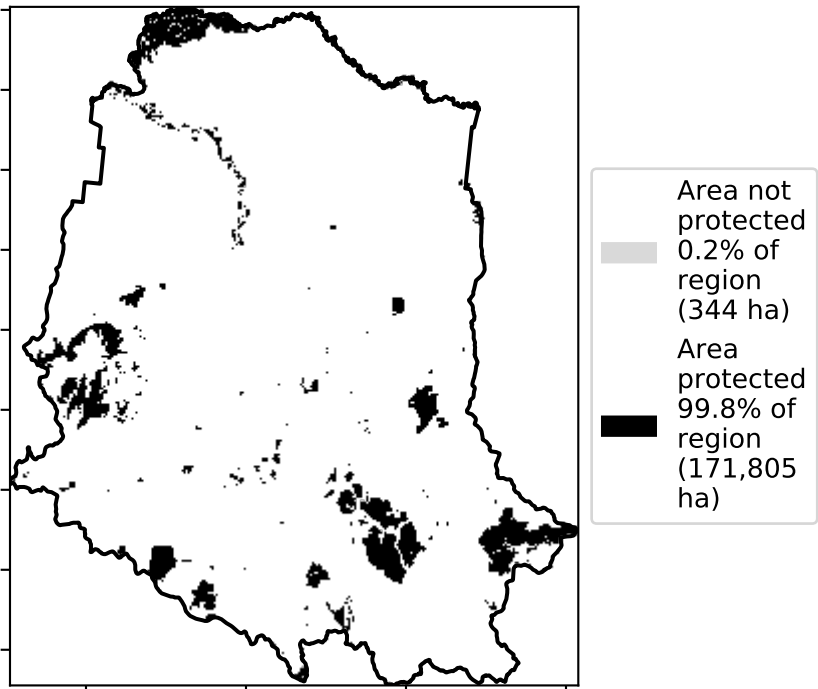 Area not
protected
0.2% of
region
(344 ha)
Area
protected
99.8% of
region
(171,805
ha)